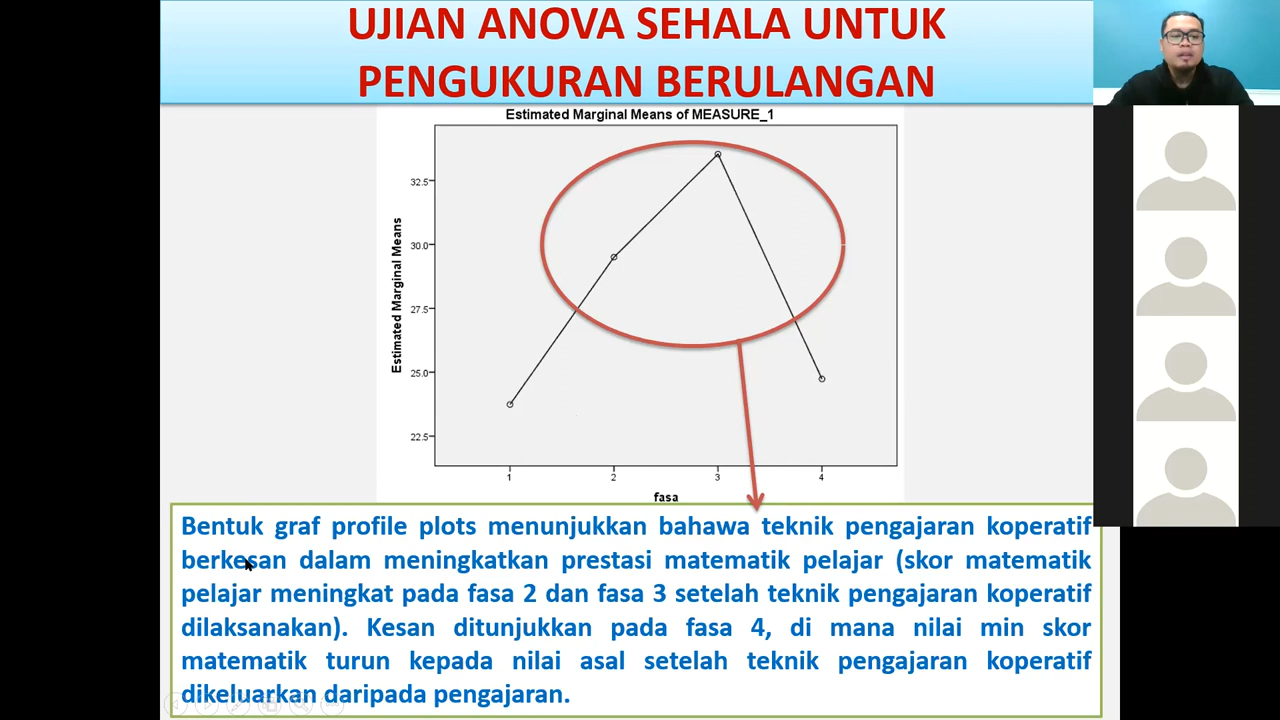 UJIAN ANOVA SEHALA UNTUK
PENGUKURAN BERULANGAN
Estimated Marginal Means of MEASURE_1
Estimated Marginal Means
32.5
30.0
27.5
25.0
22.5
1 2 3 4
fasa
Bentuk graf profile plots menunjukkan bahawa teknik pengajaran koperatif
berkesan dalam meningkatkan prestasi matematik pelajar (skor matematik
pelajar meningkat pada fasa 2 dan fasa 3 setelah teknik pengajaran koperatif
dilaksanakan). Kesan ditunjukkan pada fasa 4, di mana nilai min skor
matematik turun kepada nilai asal setelah teknik pengajaran koperatif
dikeluarkan daripada pengajaran.